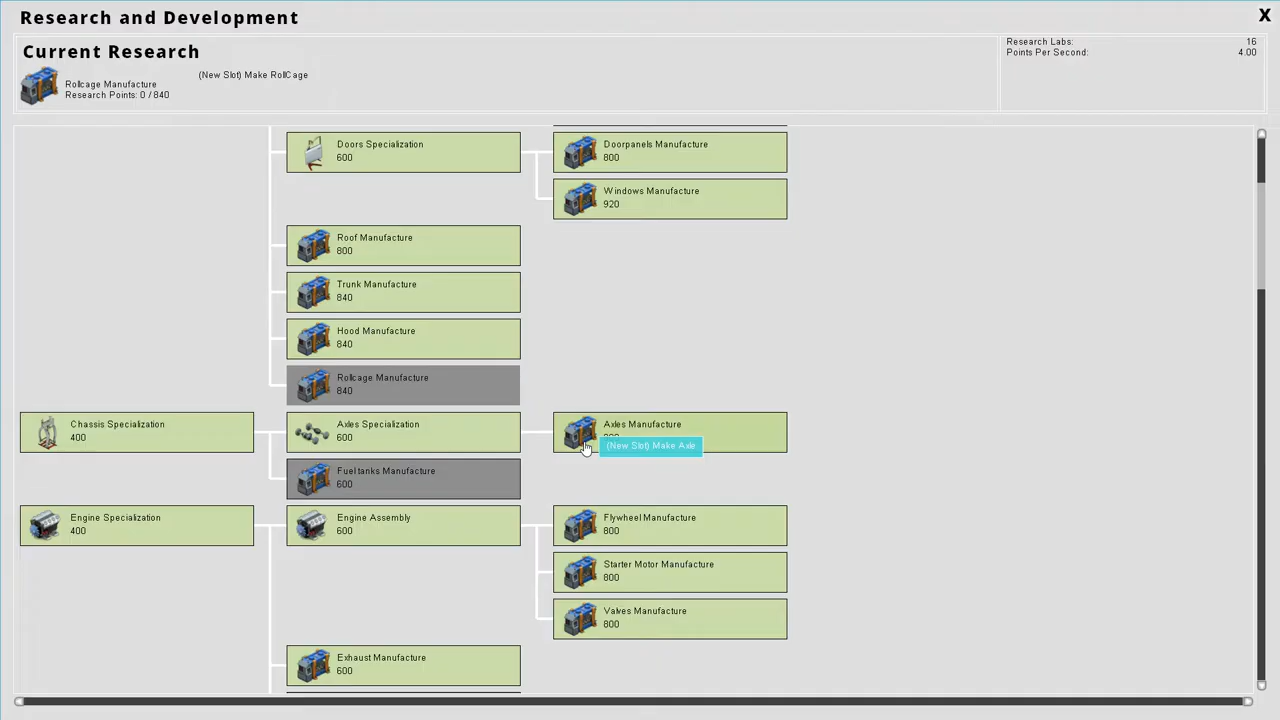 Research and Development
X
Current Research
(New Slot) Make RollCage
Rollcage Manufacture
Research Points: 0 / 840
Research Labs: 16
Points Per Second: 4.00
Doors Specialization
600
Doorpanels Manufacture
800
Windows Manufacture
920
Roof Manufacture
800
Trunk Manufacture
840
Hood Manufacture
840
Rollcage Manufacture
840
Chassis Specialization
400
Axles Specialization
600
Axles Manufacture
(New Slot) Make Axle
Fueltanks Manufacture
600
Engine Specialization
400
Engine Assembly
600
Flywheel Manufacture
800
Starter Motor Manufacture
800
Valves Manufacture
800
Exhaust Manufacture
600